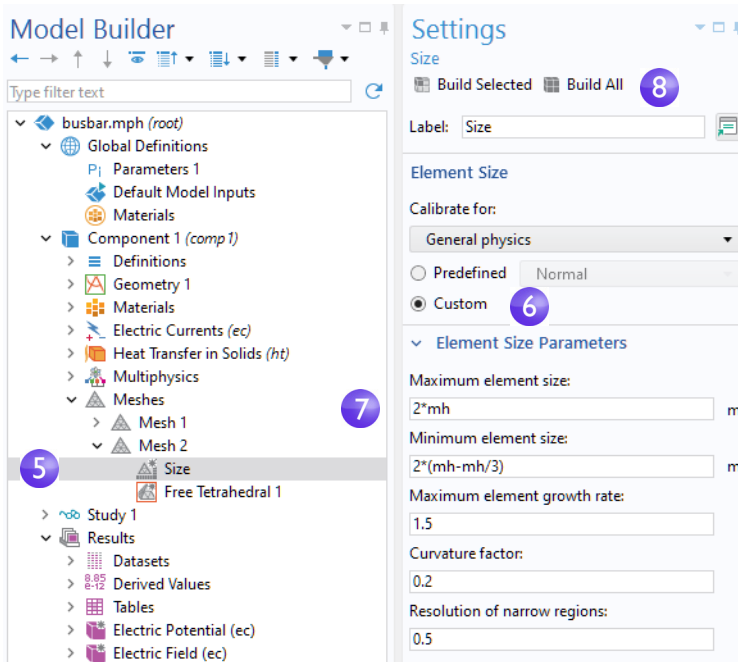 Model Builder
Type filter text
busbar.mph (root)
Global Definitions
Pi Parameters 1
Default Model Inputs
Materials
Component 1 (comp1)
Definitions
Geometry 1
Materials
Electric Currents (ec)
Heat Transfer in Solids (ht)
Multiphysics
Meshes
7
Mesh 1
Mesh 2
5
Size
Free Tetrahedral 1
Study 1
Results
Datasets
8.85
e-12 Derived Values
Tables
Electric Potential (ec)
Electric Field (ec)
Settings
Size
Build Selected Build All
8
Label: Size
Element Size
Calibrate for:
General physics
Predefined Normal
Custom
6
Element Size Parameters
Maximum element size:
2*mh m
Minimum element size:
2*(mh-mh/3) m
Maximum element growth rate:
1.5
Curvature factor:
0.2
Resolution of narrow regions:
0.5